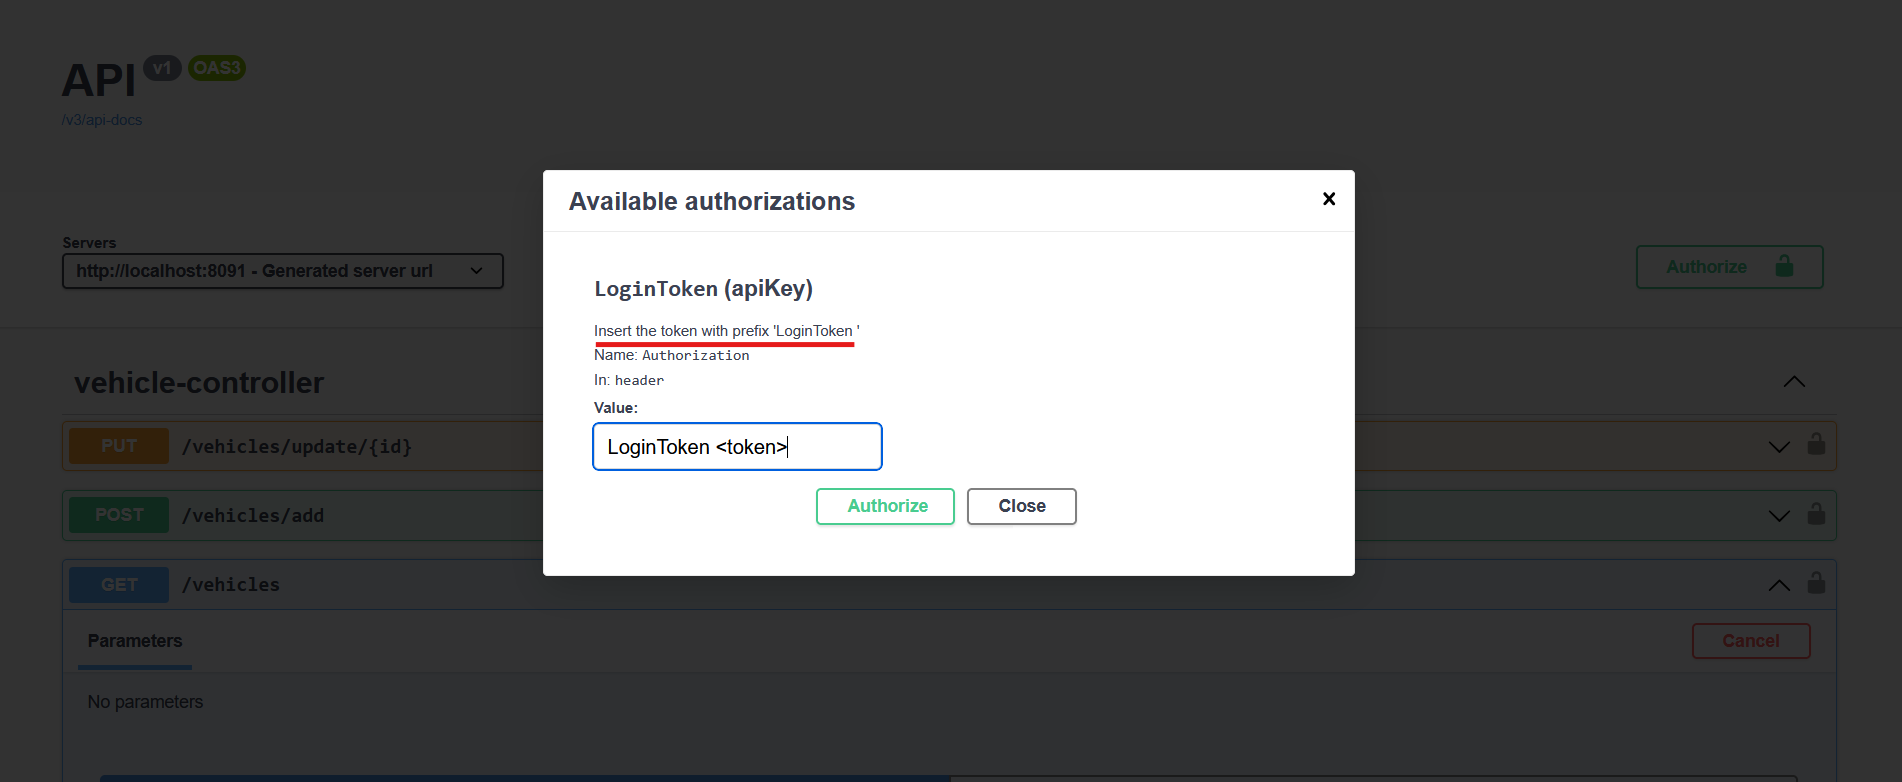 API v1 OAS3
/v3/api-docs
Available authorizations
Servers
http://localhost:8091 - Generated server url
Authorize
LoginToken (apiKey)
Insert the token with prefix 'LoginToken '
Name: Authorization
In: header
Value:
LoginToken <token>
Authorize Close
vehicle-controller
PUT /vehicles/update/{id}
POST /vehicles/add
GET /vehicles
Parameters
Cancel
No parameters